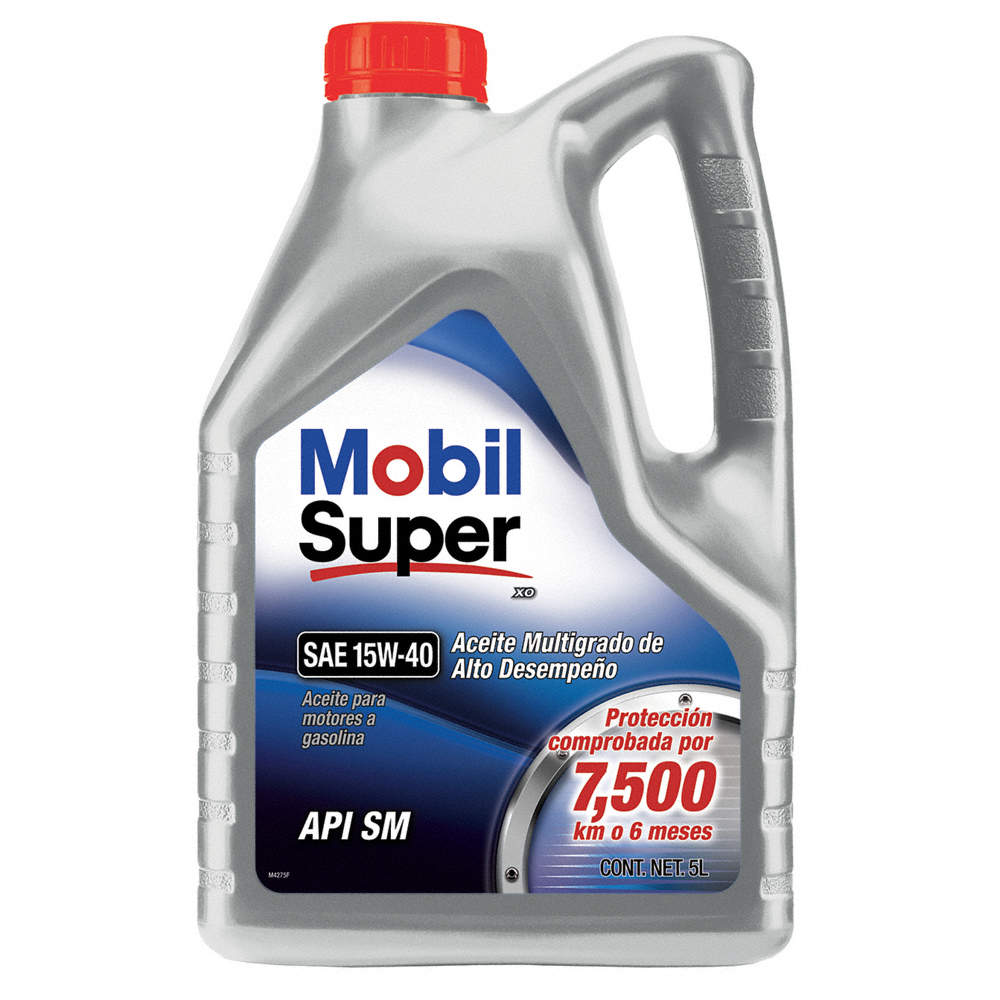 Mobil
Super
XO
SAE 15W-40
Aceite Multigrado de
Alto Desempeño
Aceite para
motores a
gasolina
Protección
comprobada por
7,500
km o 6 meses
API SM
CONT. NET. 5L
M4275F